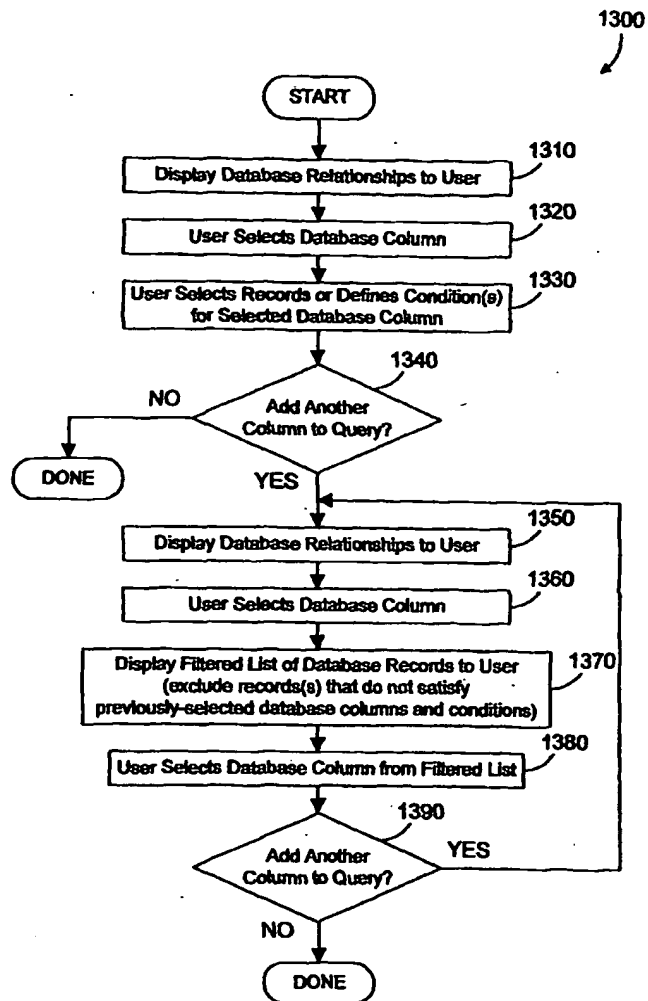 1300
START
1310
Display Database Relationships to User
1320
User Selects Database Column
1330
User Selects Records or Defines Condition(s)
for Selected Database Column
1340
Add Another
Column to Query?
NO
DONE
YES
1350
Display Database Relationships to User
1360
User Selects Database Column
1370
Display Filtered List of Database Records to User
(exclude records(s) that do not satisfy
previously-selected database columns and conditions)
1380
User Selects Database Column from Filtered List
1390
Add Another
Column to Query?
YES
NO
DONE